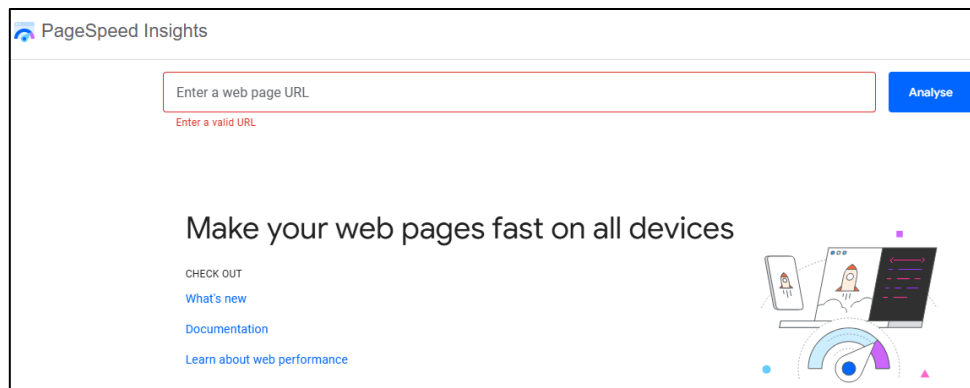 PageSpeed Insights
Enter a web page URL
Analyse
Enter a valid URL
Make your web pages fast on all devices
CHECK OUT
What's new
Documentation
Learn about web performance